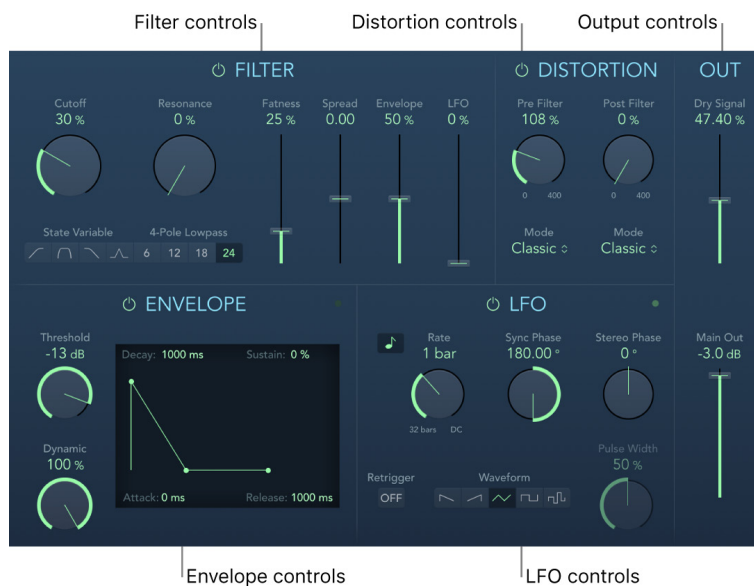 Filter controls
Distortion controls
Output controls
FILTER
Cutoff
30 %
Resonance
0 %
Fatness
25 %
Spread
0.00
Envelope
50 %
LFO
0 %
State Variable
4-Pole Lowpass
6 12 18 24
DISTORTION
Pre Filter
108 %
0 400
Post Filter
0 %
0 400
Mode
Classic
Mode
Classic
OUT
Dry Signal
47.40 %
ENVELOPE
Threshold
-13 dB
Dynamic
100 %
Decay: 1000 ms
Sustain: 0 %
Attack: 0 ms
Release: 1000 ms
LFO
Rate
1 bar
32 bars DC
Sync Phase
180.00 °
Stereo Phase
0 °
Retrigger
OFF
Waveform
Pulse Width
50 %
Main Out
-3.0 dB
Envelope controls
LFO controls